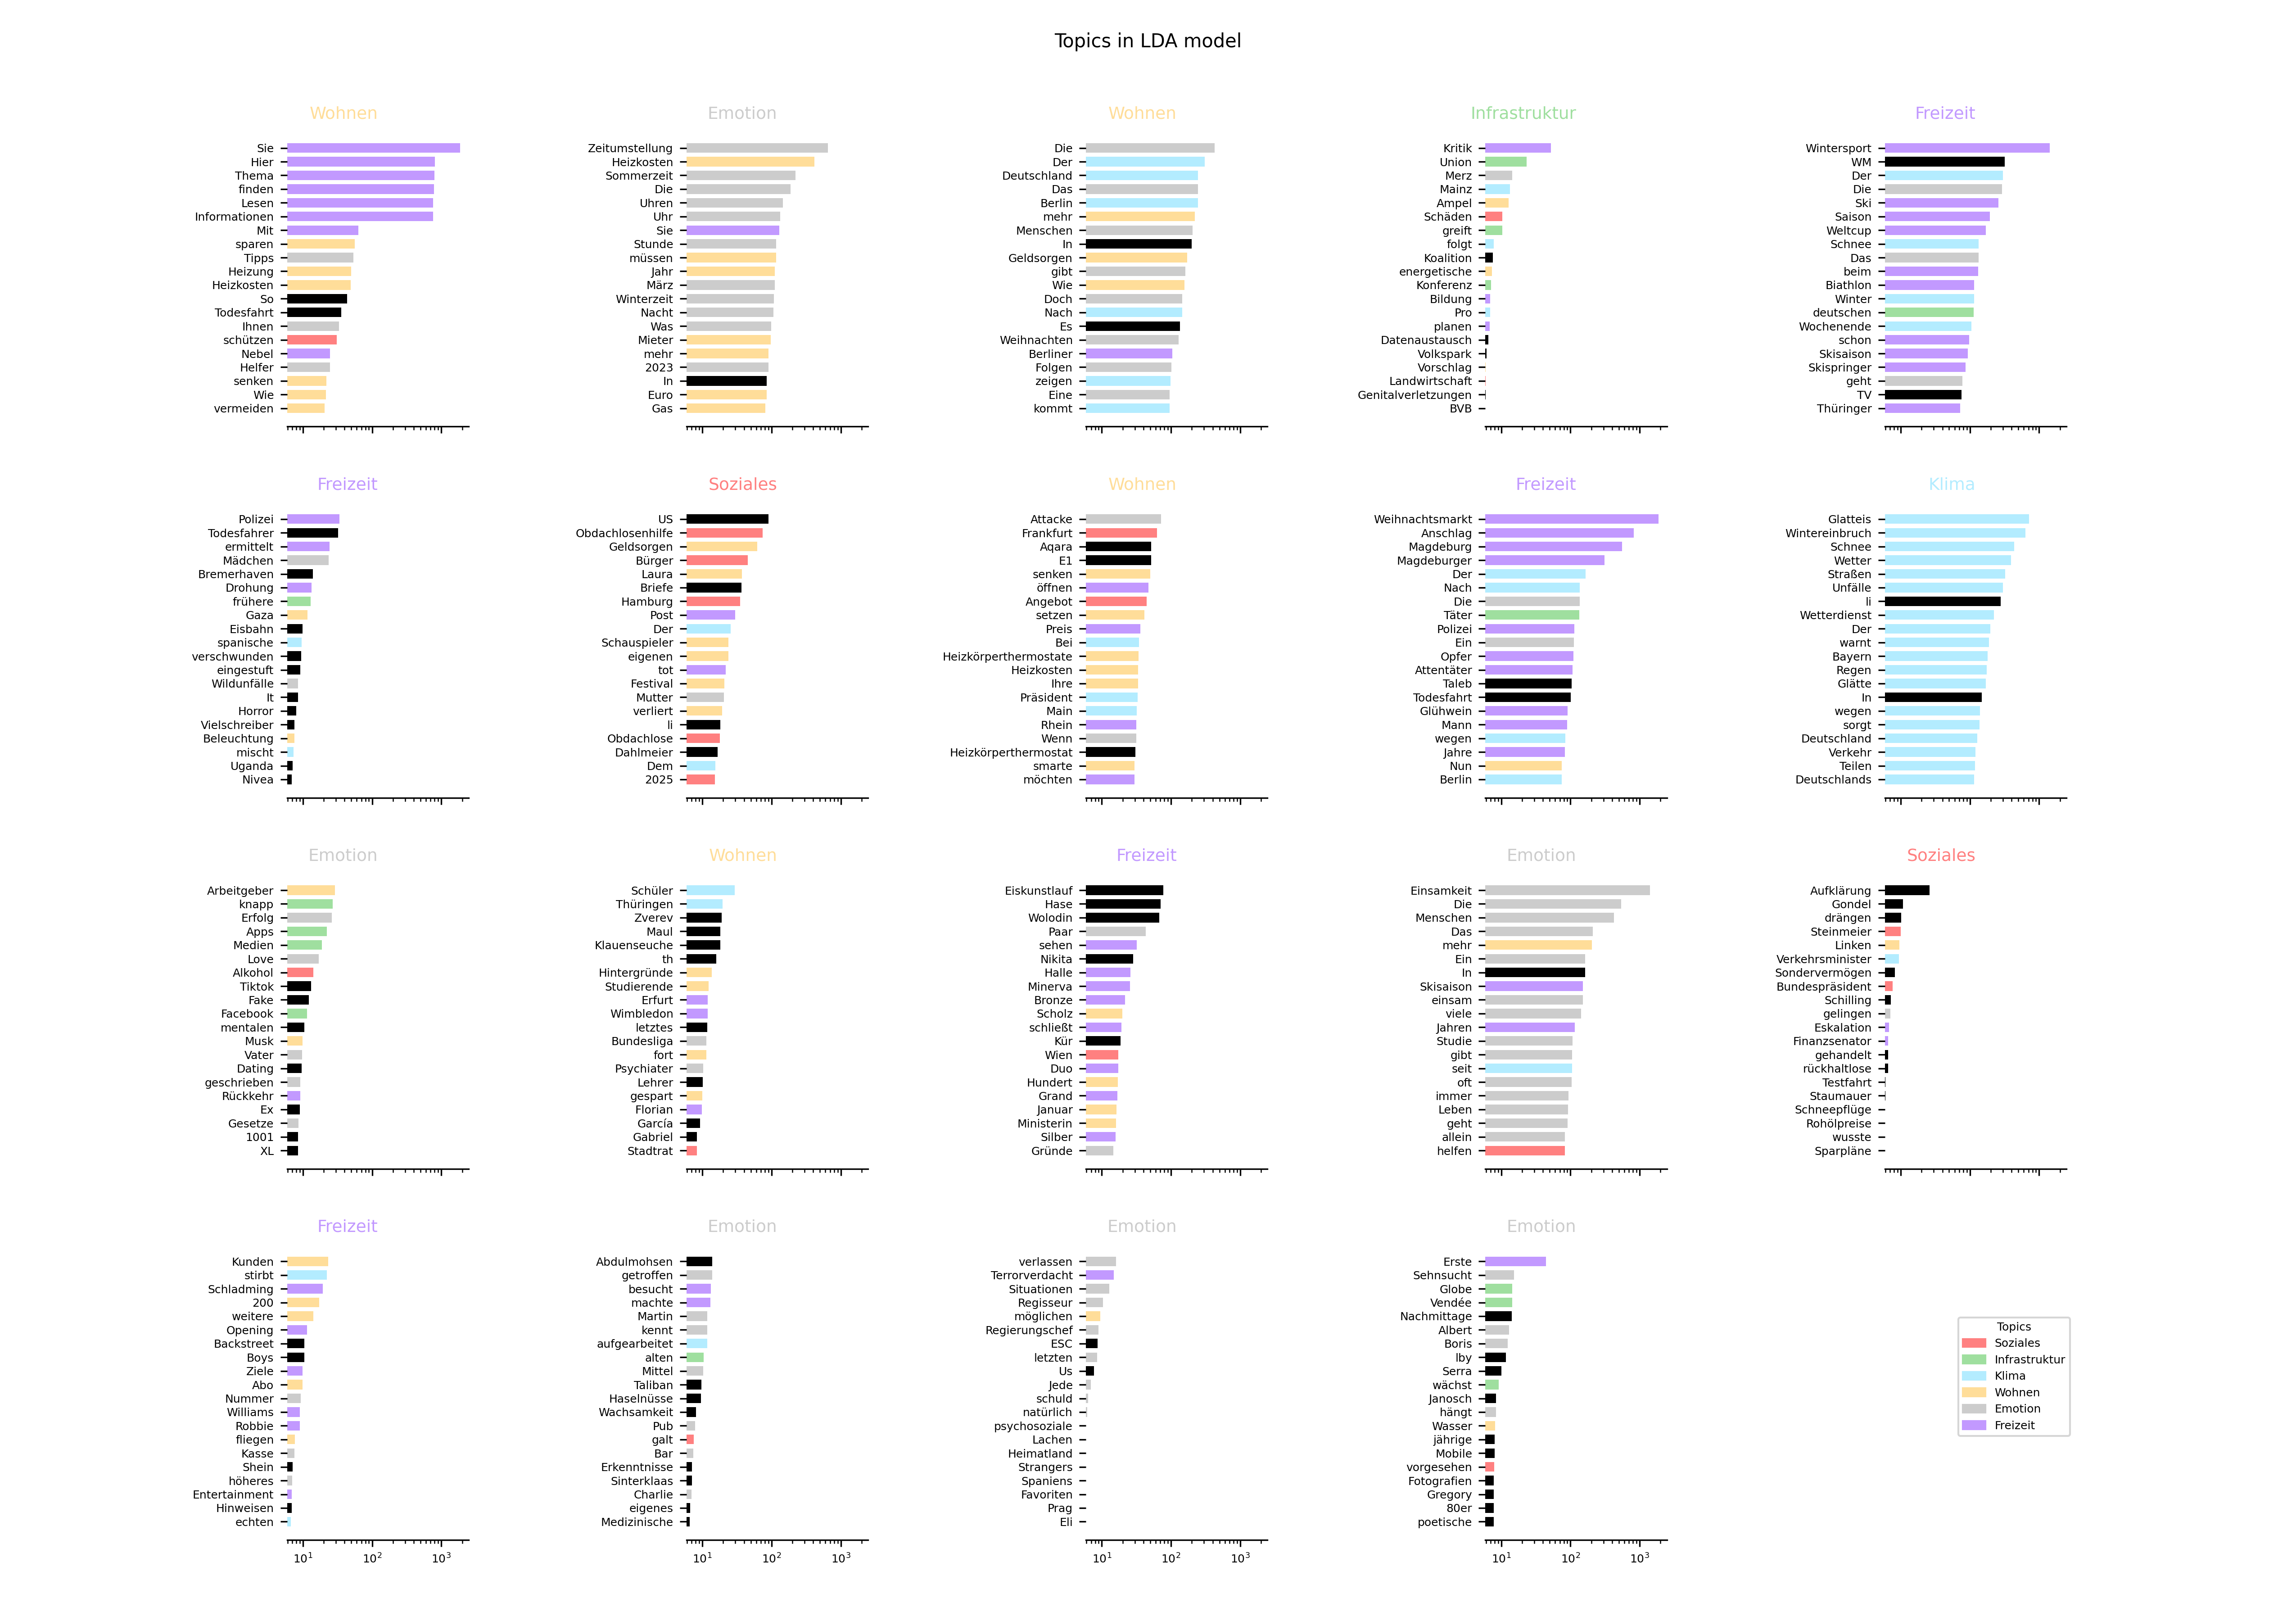 Topics in LDA model
Wohnen
Sie
Hier
Thema
finden
Lesen
Informationen
Mit
sparen
Tipps
Heizung
Heizkosten
So
Todesfahrt
Ihnen
schützen
Nebel
Helfer
senken
Wie
vermeiden
Emotion
Zeitumstellung
Heizkosten
Sommerzeit
Die
Uhren
Uhr
Sie
Stunde
müssen
Jahr
März
Winterzeit
Nacht
Was
Mieter
mehr
2023
In
Euro
Gas
Wohnen
Die
Der
Deutschland
Das
Berlin
mehr
Menschen
In
Geldsorgen
gibt
Wie
Doch
Nach
Es
Weihnachten
Berliner
Folgen
zeigen
Eine
kommt
Infrastruktur
Kritik
Union
Merz
Mainz
Ampel
Schäden
greift
folgt
Koalition
energetische
Konferenz
Bildung
Pro
planen
Datenaustausch
Volkspark
Vorschlag
Landwirtschaft
Genitalverletzungen
BVB
Freizeit
Wintersport
WM
Der
Die
Ski
Saison
Weltcup
Schnee
Das
beim
Biathlon
Winter
deutschen
Wochenende
schon
Skisaison
Skispringer
geht
TV
Thüringer
Freizeit
Polizei
Todesfahrer
ermittelt
Mädchen
Bremerhaven
Drohung
frühere
Gaza
Eisbahn
spanische
verschwunden
eingestuft
Wildunfälle
It
Horror
Vielschreiber
Beleuchtung
mischt
Uganda
Nivea
Soziales
US
Obdachlosenhilfe
Geldsorgen
Bürger
Laura
Briefe
Hamburg
Post
Der
Schauspieler
eigenen
tot
Festival
Mutter
verliert
li
Obdachlose
Dahlmeier
Dem
2025
Wohnen
Attacke
Frankfurt
Aqara
E1
senken
öffnen
Angebot
setzen
Preis
Bei
Heizkörperthermostate
Heizkosten
Ihre
Präsident
Main
Rhein
Wenn
Heizkörperthermostat
smarte
möchten
Freizeit
Weihnachtsmarkt
Anschlag
Magdeburg
Magdeburger
Der
Nach
Die
Täter
Polizei
Ein
Opfer
Attentäter
Taleb
Todesfahrt
Glühwein
Mann
wegen
Jahre
Nun
Berlin
Klima
Glatteis
Wintereinbruch
Schnee
Wetter
Straßen
Unfälle
li
Wetterdienst
Der
warnt
Bayern
Regen
Glätte
In
wegen
sorgt
Deutschland
Verkehr
Teilen
Deutschlands
Emotion
Arbeitgeber
knapp
Erfolg
Apps
Medien
Love
Alkohol
Tiktok
Fake
Facebook
mentalen
Musk
Vater
Dating
geschrieben
Rückkehr
Ex
Gesetze
1001
XL
Wohnen
Schüler
Thüringen
Zverev
Maul
Klauenseuche
th
Hintergründe
Studierende
Erfurt
Wimbledon
letztes
Bundesliga
fort
Psychiater
Lehrer
gespart
Florian
García
Gabriel
Stadtrat
Freizeit
Eiskunstlauf
Hase
Wolodin
Paar
sehen
Nikita
Halle
Minerva
Bronze
Scholz
schließt
Kür
Wien
Duo
Hundert
Grand
Januar
Ministerin
Silber
Gründe
Emotion
Einsamkeit
Die
Menschen
Das
mehr
Ein
In
Skisaison
einsam
viele
Jahren
Studie
gibt
seit
oft
immer
Leben
geht
allein
helfen
Soziales
Aufklärung
Gondel
drängen
Steinmeier
Linken
Verkehrsminister
Sondervermögen
Bundespräsident
Schilling
gelingen
Eskalation
Finanzsenator
gehandelt
rückhaltlose
Testfahrt
Staumauer
Schneepflüge
Rohölpreise
wusste
Sparpläne
Freizeit
Kunden
stirbt
Schladming
200
weitere
Opening
Backstreet
Boys
Ziele
Abo
Nummer
Williams
Robbie
fliegen
Kasse
Shein
höheres
Entertainment
Hinweisen
echten
10¹ 10² 10³
Emotion
Abdulmohsen
getroffen
besucht
machte
Martin
kennt
aufgearbeitet
alten
Mittel
Taliban
Haselnüsse
Wachsamkeit
Pub
galt
Bar
Erkenntnisse
Sinterklaas
Charlie
eigenes
Medizinische
10¹ 10² 10³
Emotion
verlassen
Terrorverdacht
Situationen
Regisseur
möglichen
Regierungschef
ESC
letzten
Us
Jede
schuld
natürlich
psychosoziale
Lachen
Heimatland
Strangers
Spaniens
Favoriten
Prag
Eli
10¹ 10² 10³
Emotion
Erste
Sehnsucht
Globe
Vendée
Nachmittage
Albert
Boris
Iby
Serra
wächst
Janosch
hängt
Wasser
jährige
Mobile
vorgesehen
Fotografien
Gregory
80er
poetische
10¹ 10² 10³
Topics
Soziales
Infrastruktur
Klima
Wohnen
Emotion
Freizeit